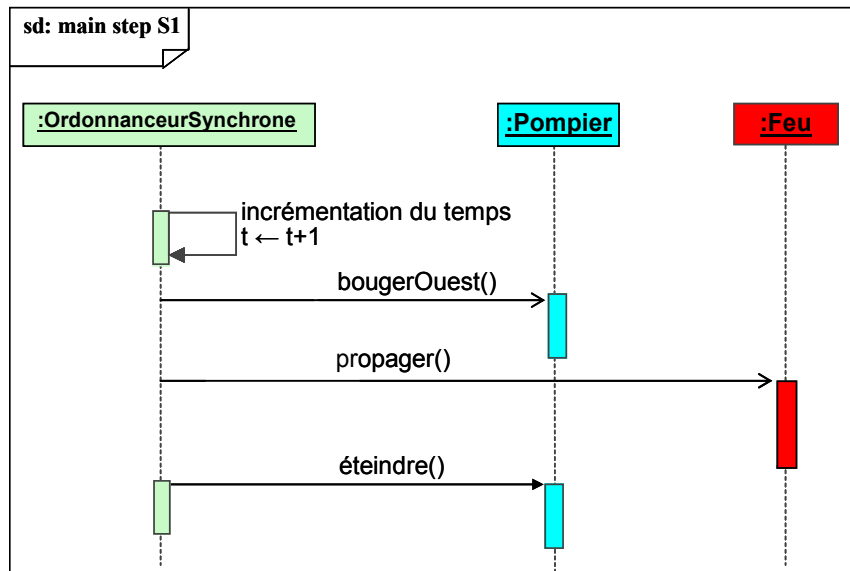 sd: main step S1
:OrdonnanceurSynchrone
:Pompier
:Feu
incrémentation du temps
t ← t+1
bougerOuest()
propager()
éteindre()